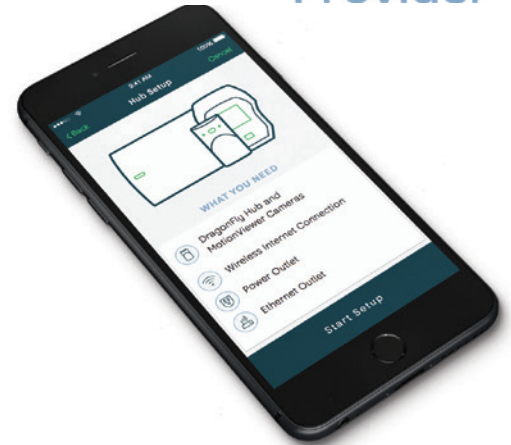 Provider
100%
9:41 AM
< Back
Hub Setup
Cancel
WHAT YOU NEED
DragonFly Hub and
MotionViewer Cameras
Wireless Internet Connection
Power Outlet
Ethernet Outlet
Start Setup